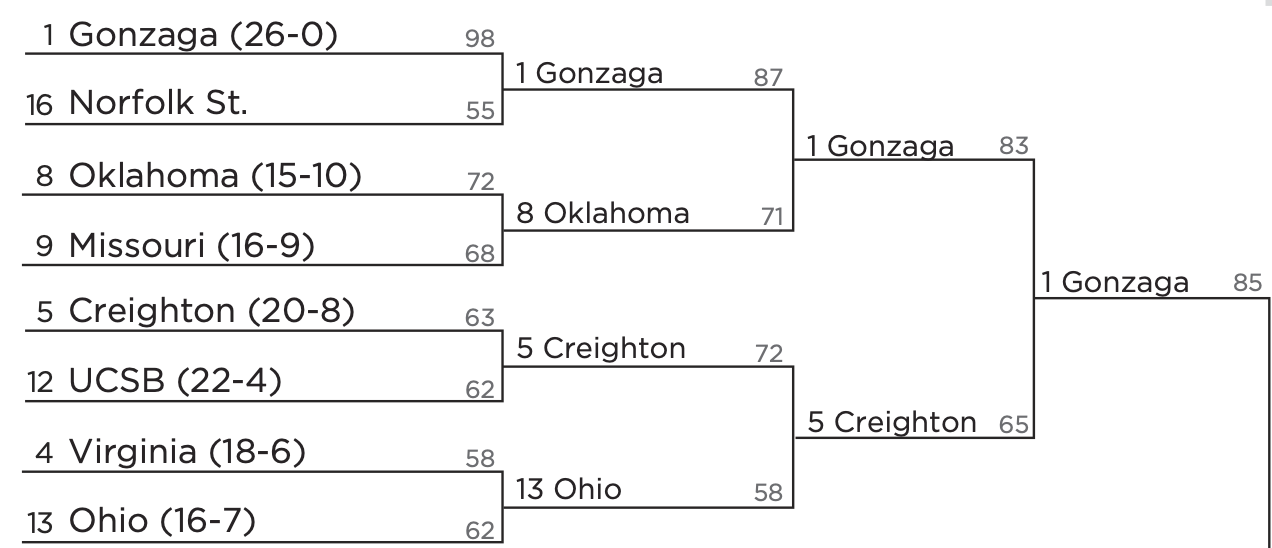 1 Gonzaga (26-0) 98
16 Norfolk St. 55
8 Oklahoma (15-10) 72
9 Missouri (16-9) 68
5 Creighton (20-8) 63
12 UCSB (22-4) 62
4 Virginia (18-6) 58
13 Ohio (16-7) 62
1 Gonzaga 87
8 Oklahoma 71
5 Creighton 72
13 Ohio 58
1 Gonzaga 83
5 Creighton 65
1 Gonzaga 85